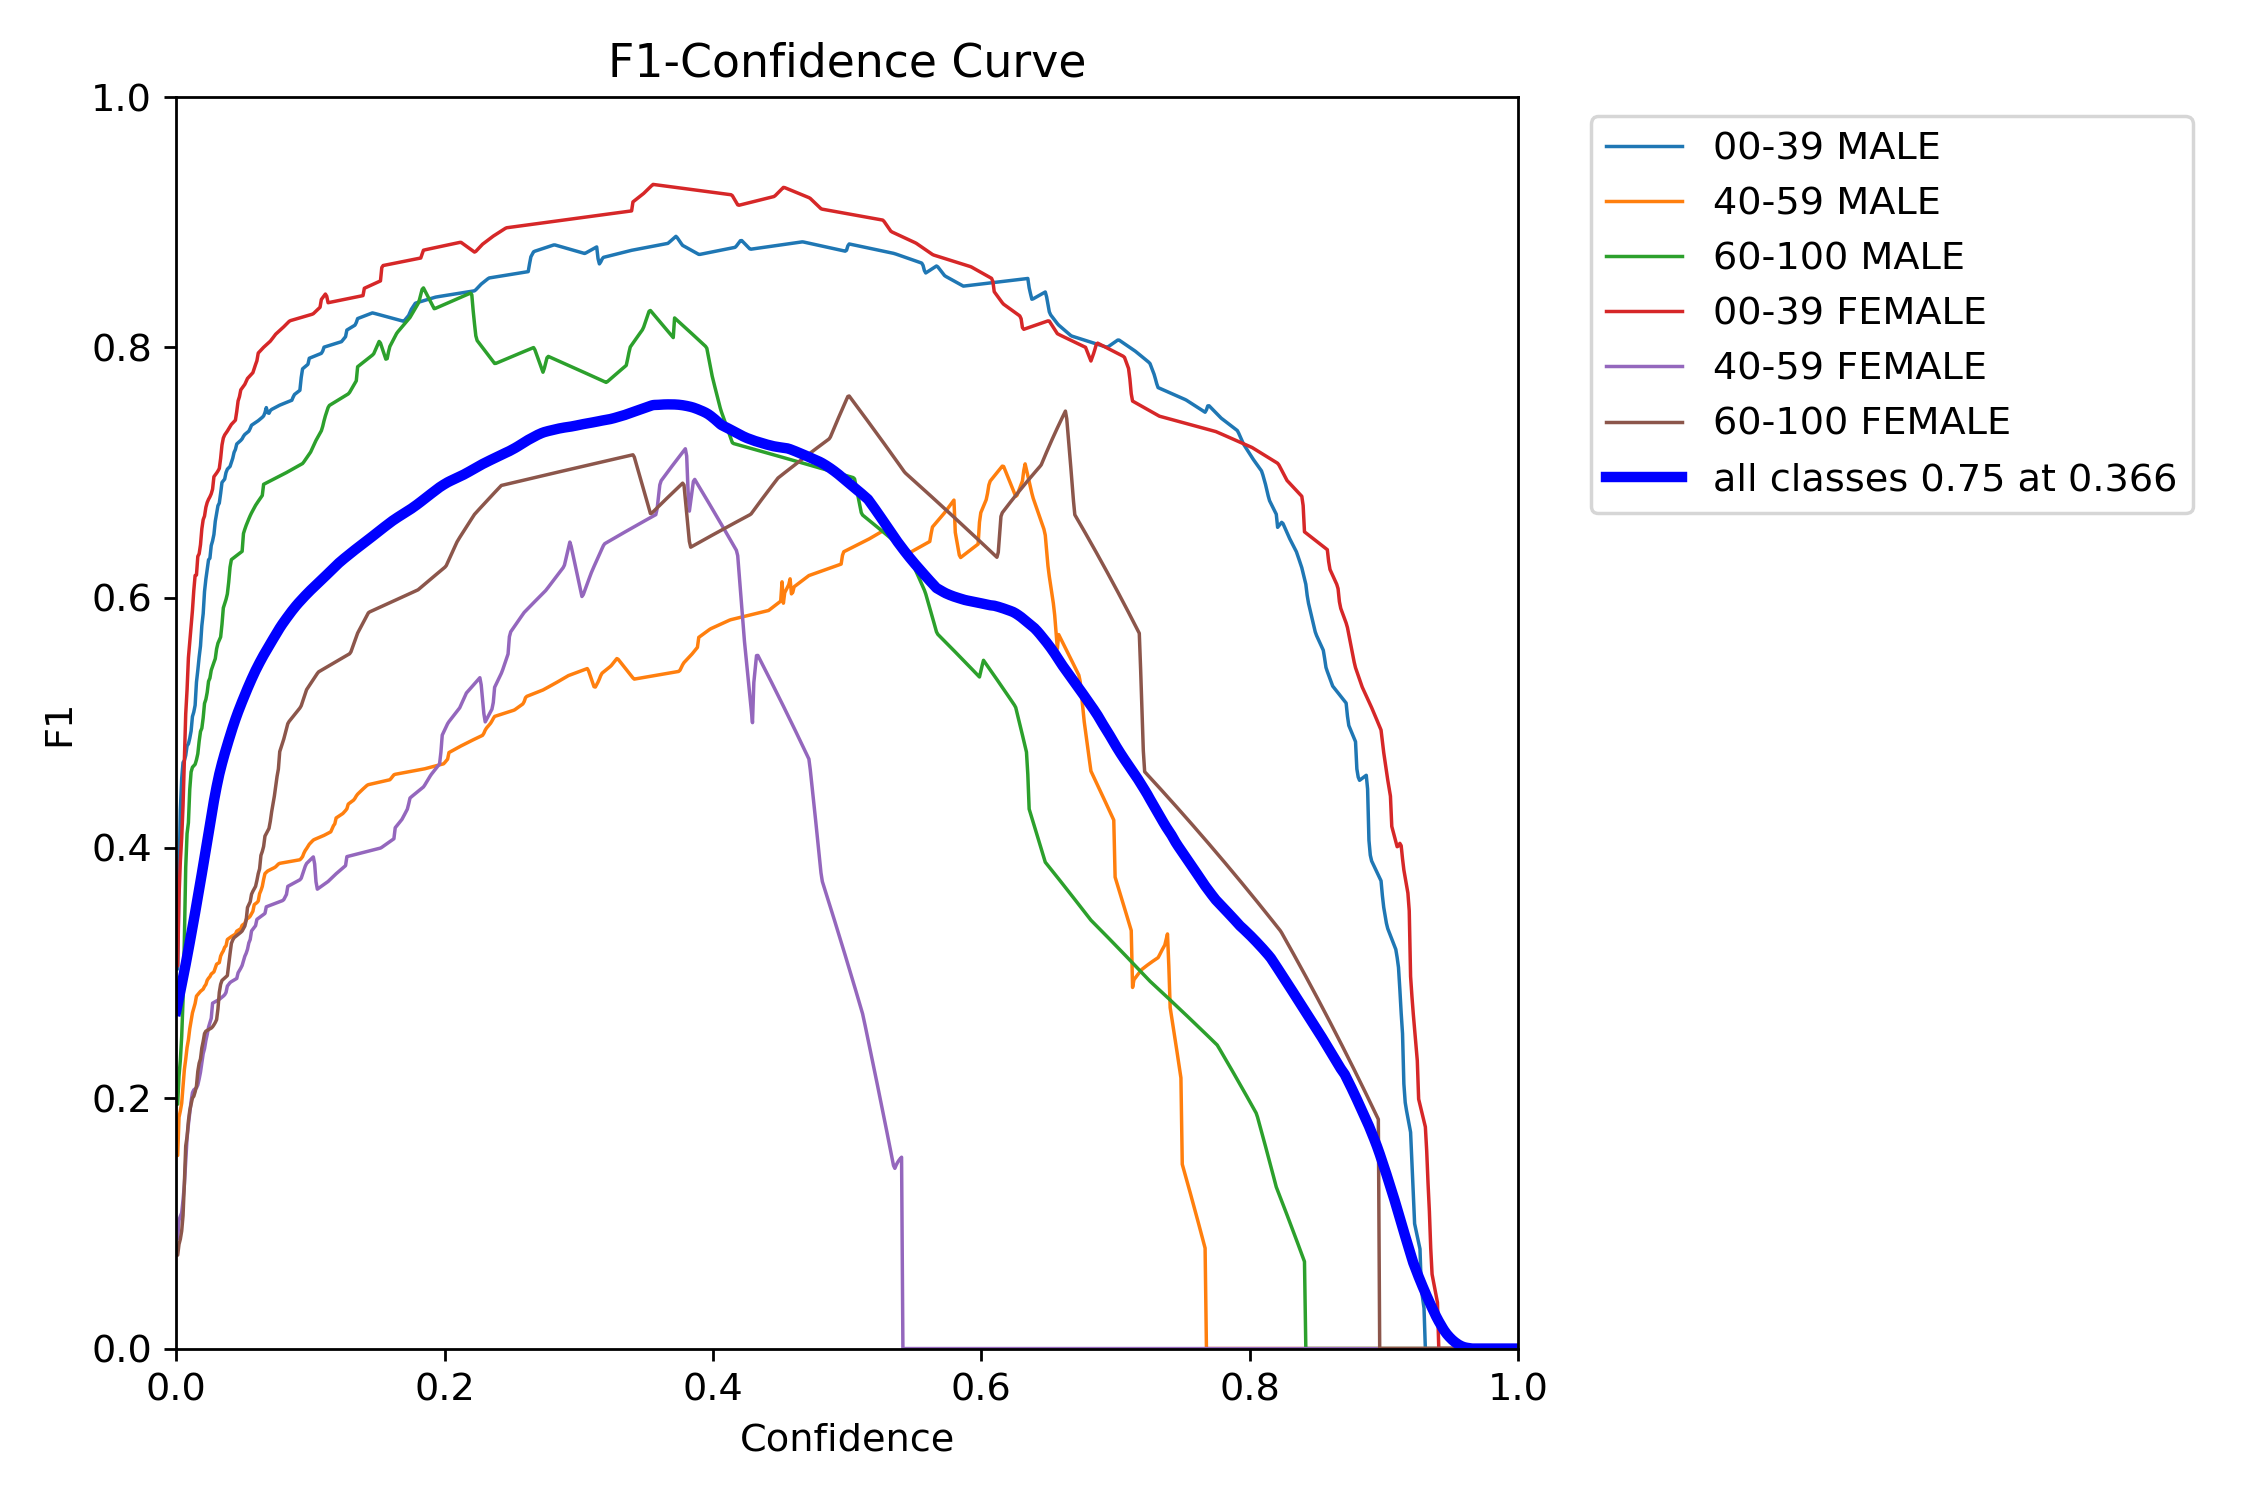 F1-Confidence Curve
1.0
0.8
0.6
0.4
0.2
0.0
F1
0.0 0.2 0.4 0.6 0.8 1.0
Confidence
00-39 MALE
40-59 MALE
60-100 MALE
00-39 FEMALE
40-59 FEMALE
60-100 FEMALE
all classes 0.75 at 0.366